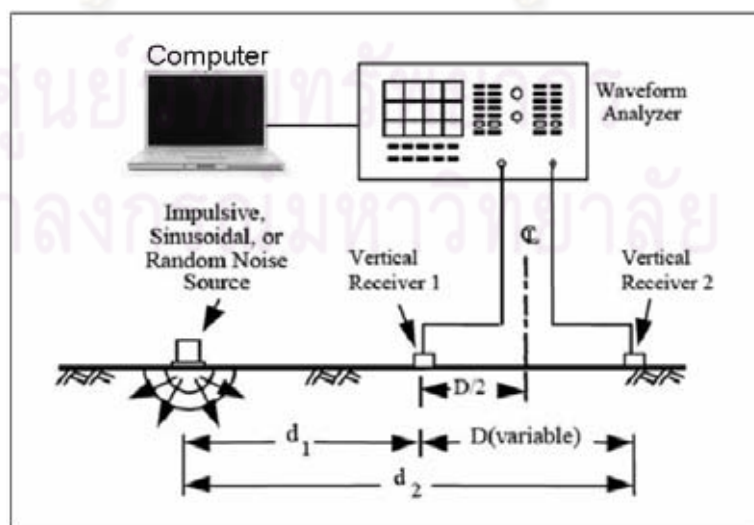 Computer
Waveform
Analyzer
Impulsive,
Sinusoidal, or
Random Noise
Source
Vertical
Receiver 1
℄
Vertical
Receiver 2
D/2
d1
D(variable)
d2